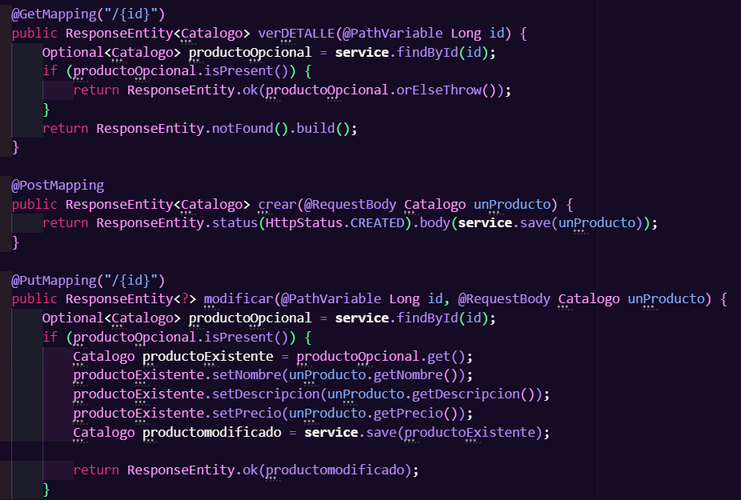 @GetMapping("/{id}")
public ResponseEntity<Catalogo> verDETALLE(@PathVariable Long id) {
    Optional<Catalogo> productoOpcional = service.findById(id);
    if (productoOpcional.isPresent()) {
        return ResponseEntity.ok(productoOpcional.orElseThrow());
    }
    return ResponseEntity.notFound().build();
}
@PostMapping
public ResponseEntity<Catalogo> crear(@RequestBody Catalogo unProducto) {
    return ResponseEntity.status(HttpStatus.CREATED).body(service.save(unProducto));
}
@PutMapping("/{id}")
public ResponseEntity<?> modificar(@PathVariable Long id, @RequestBody Catalogo unProducto) {
    Optional<Catalogo> productoOpcional = service.findById(id);
    if (productoOpcional.isPresent()) {
        Catalogo productoExistente = productoOpcional.get();
        productoExistente.setNombre(unProducto.getNombre());
        productoExistente.setDescripcion(unProducto.getDescripcion());
        productoExistente.setPrecio(unProducto.getPrecio());
        Catalogo productomodificado = service.save(productoExistente);
        return ResponseEntity.ok(productomodificado);
    }